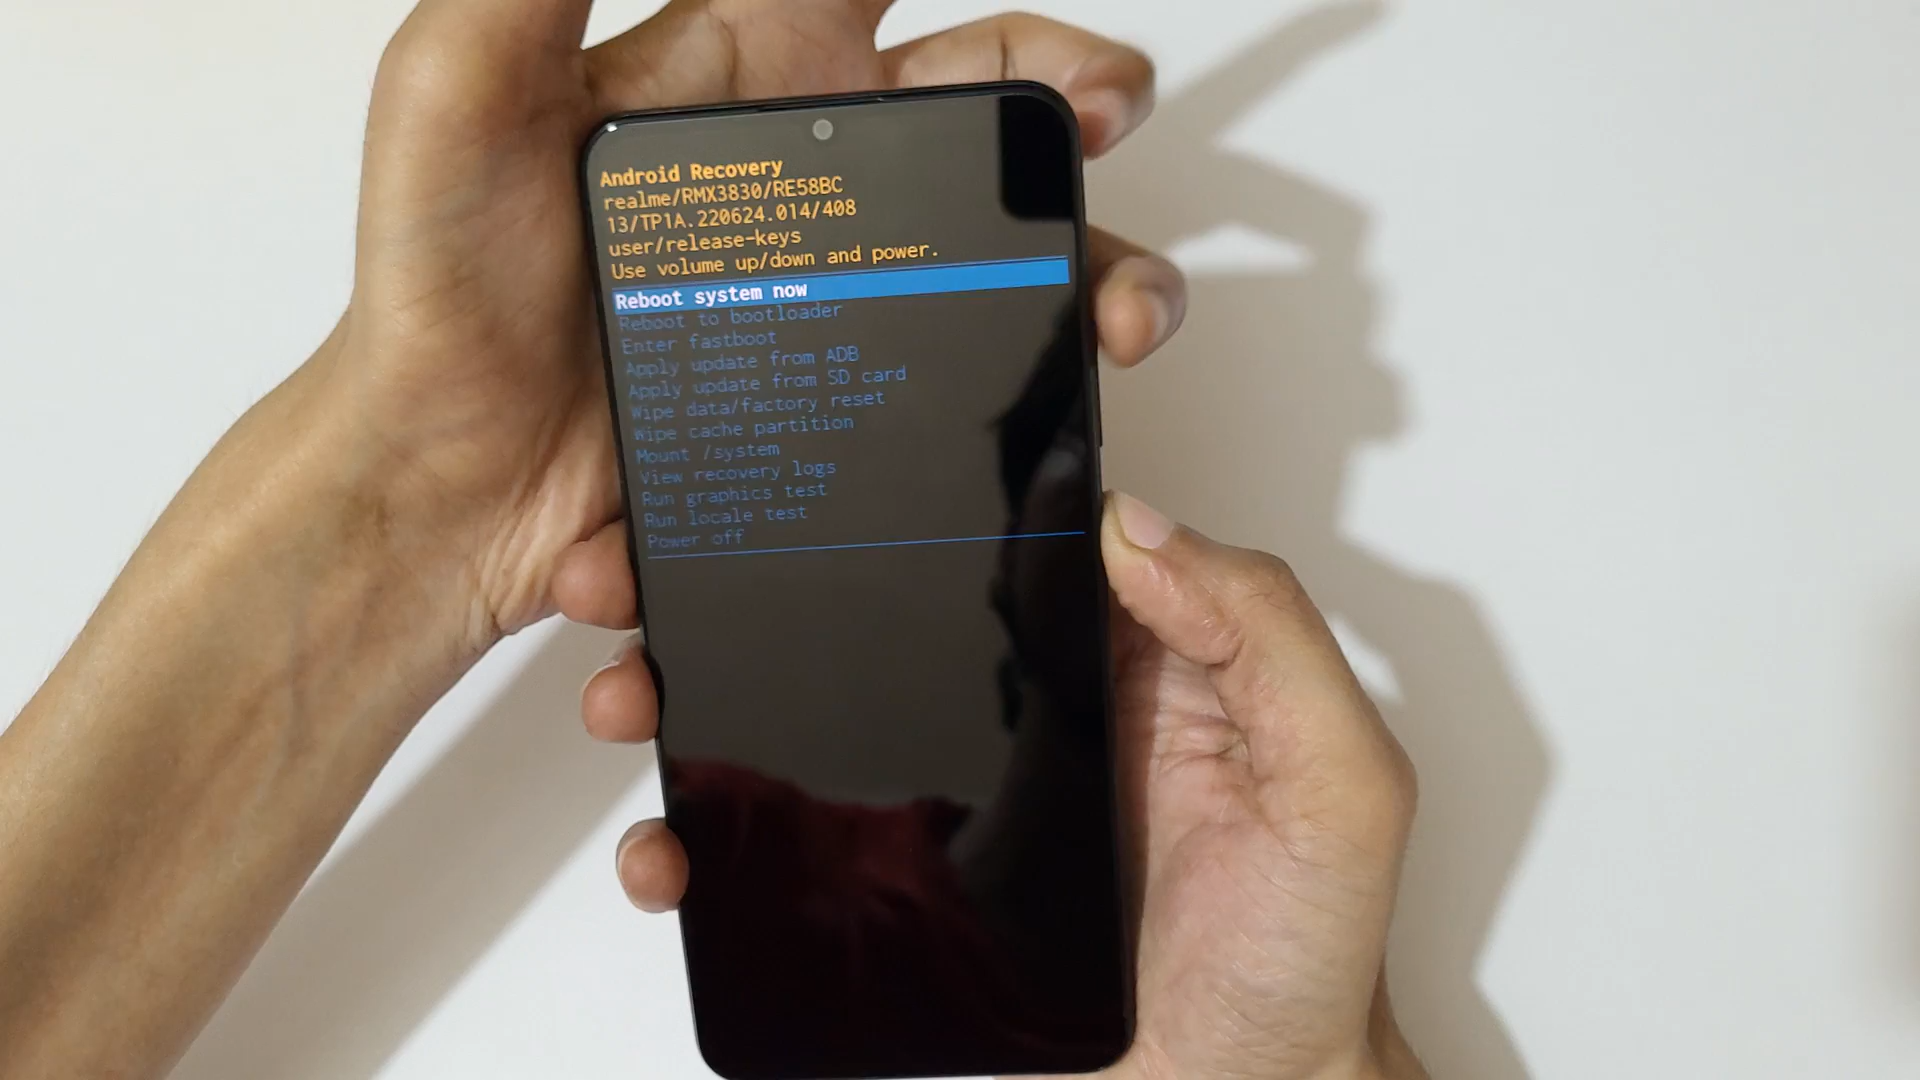 Android Recovery
realme/RMX3830/RE58BC
13/TP1A.220624.014/408
user/release-keys
Use volume up/down and power.
Reboot system now
Reboot to bootloader
Enter fastboot
Apply update from ADB
Apply update from SD card
Wipe data/factory reset
Wipe cache partition
Mount /system
View recovery logs
Run graphics test
Run locale test
Power off